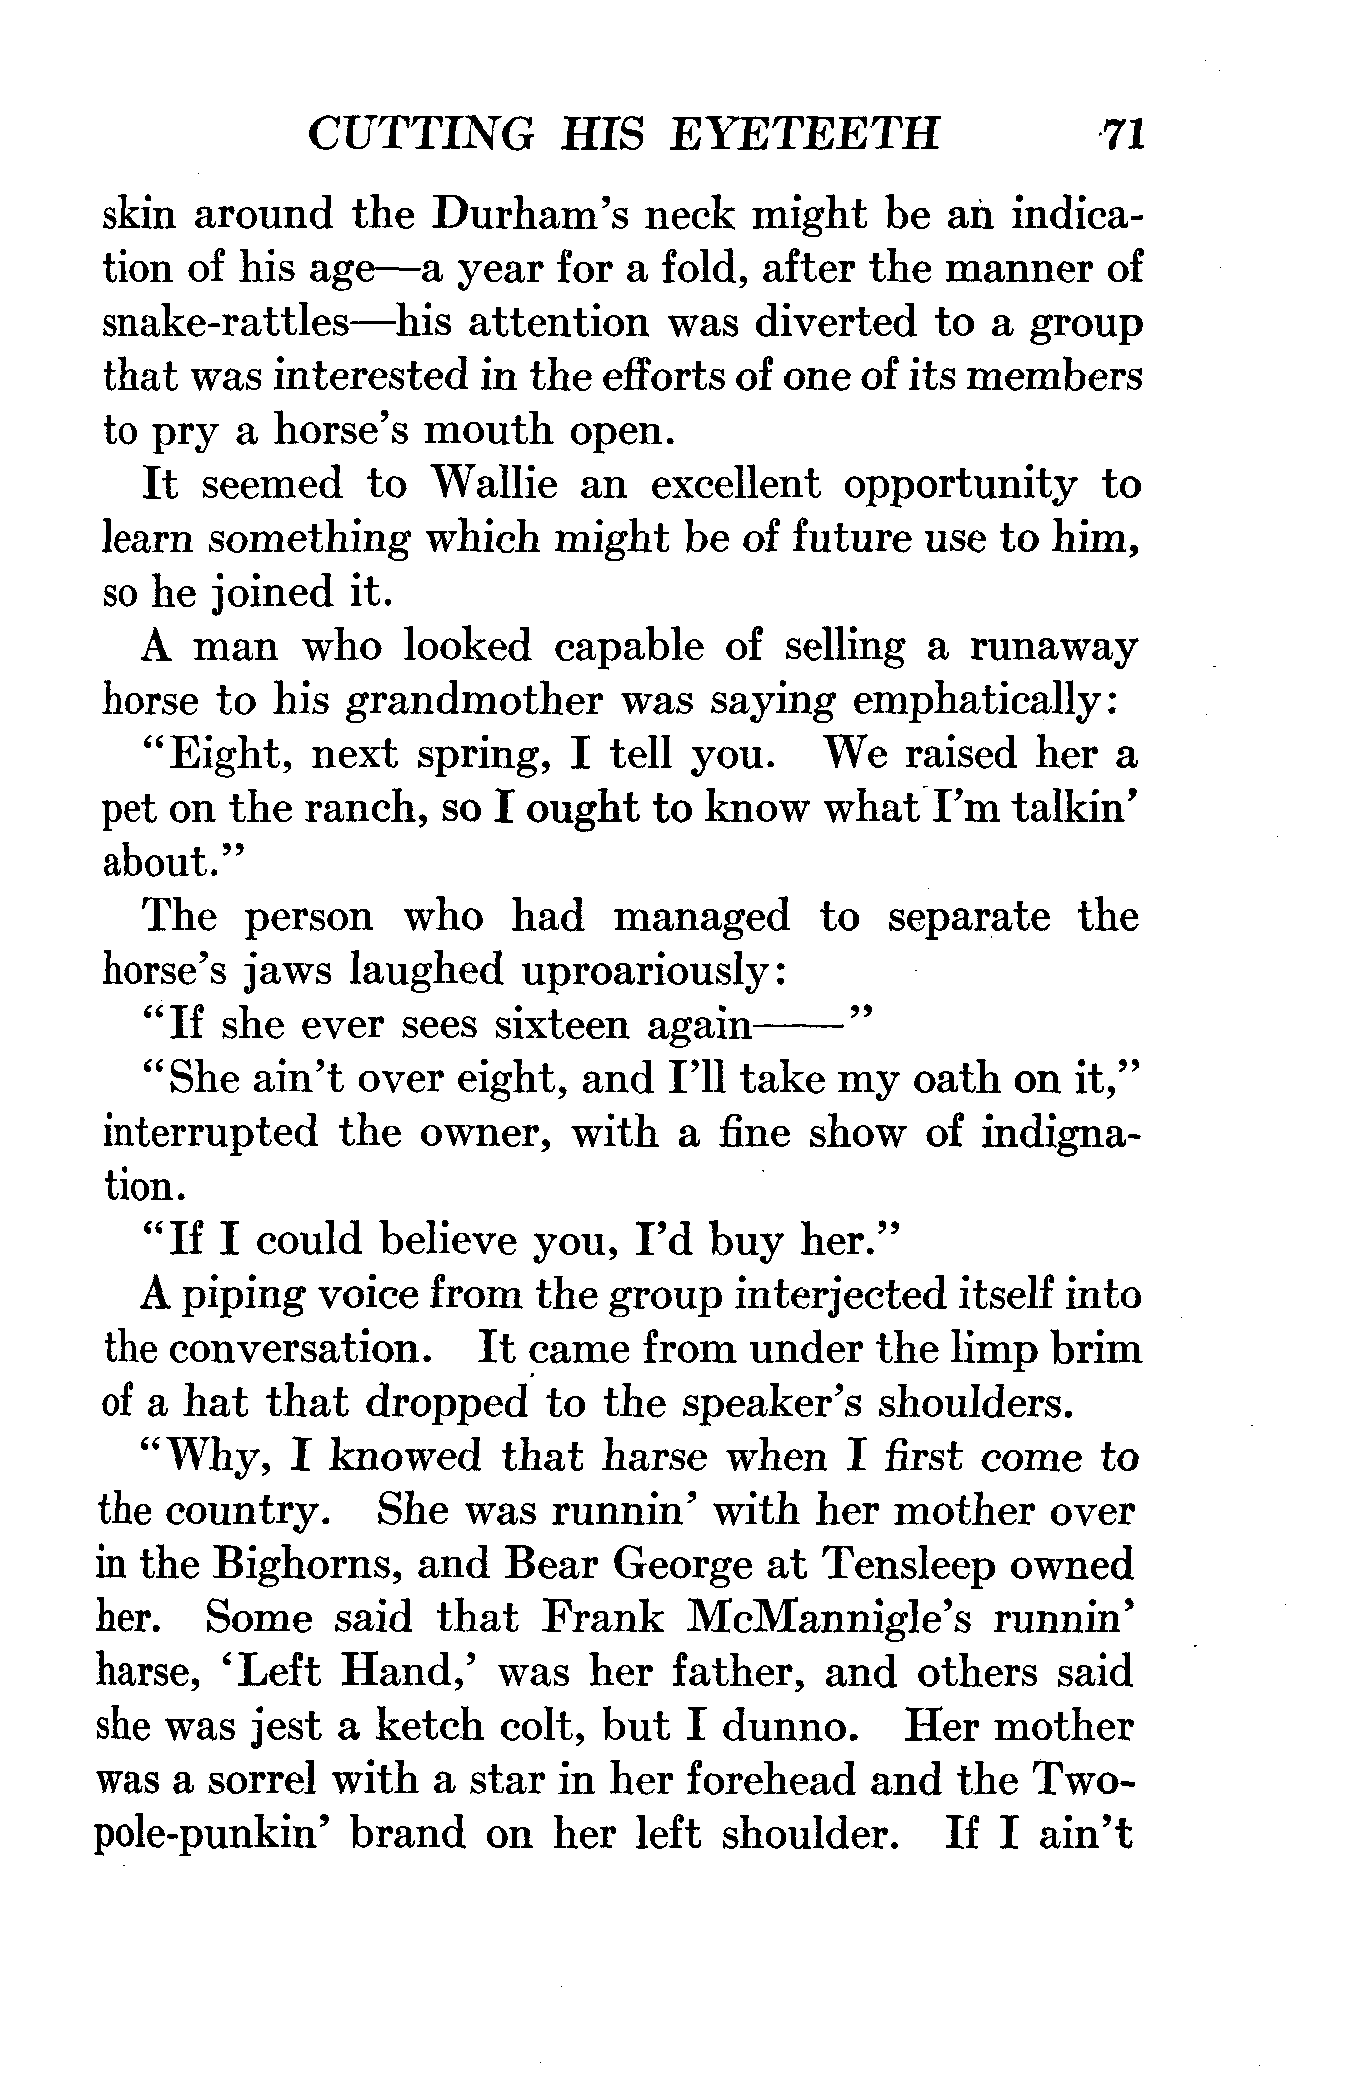 CUTTING HIS EYETEETH 71
skin around the Durham's neck might be an indica-
tion of his age—a year for a fold, after the manner of
snake-rattles—his attention was diverted to a group
that was interested in the efforts of one of its members
to pry a horse's mouth open.
It seemed to Wallie an excellent opportunity to
learn something which might be of future use to him,
so he joined it.
A man who looked capable of selling a runaway
horse to his grandmother was saying emphatically:
“Eight, next spring, I tell you. We raised her a
pet on the ranch, so I ought to know what I'm talkin'
about.”
The person who had managed to separate the
horse's jaws laughed uproariously:
“If she ever sees sixteen again——”
“She ain't over eight, and I'll take my oath on it,”
interrupted the owner, with a fine show of indigna-
tion.
“If I could believe you, I'd buy her.”
A piping voice from the group interjected itself into
the conversation. It came from under the limp brim
of a hat that dropped to the speaker's shoulders.
“Why, I knowed that harse when I first come to
the country. She was runnin' with her mother over
in the Bighorns, and Bear George at Tensleep owned
her. Some said that Frank McMannigle's runnin'
harse, ‘Left Hand,’ was her father, and others said
she was jest a ketch colt, but I dunno. Her mother
was a sorrel with a star in her forehead and the Two-
pole-punkin' brand on her left shoulder. If I ain't